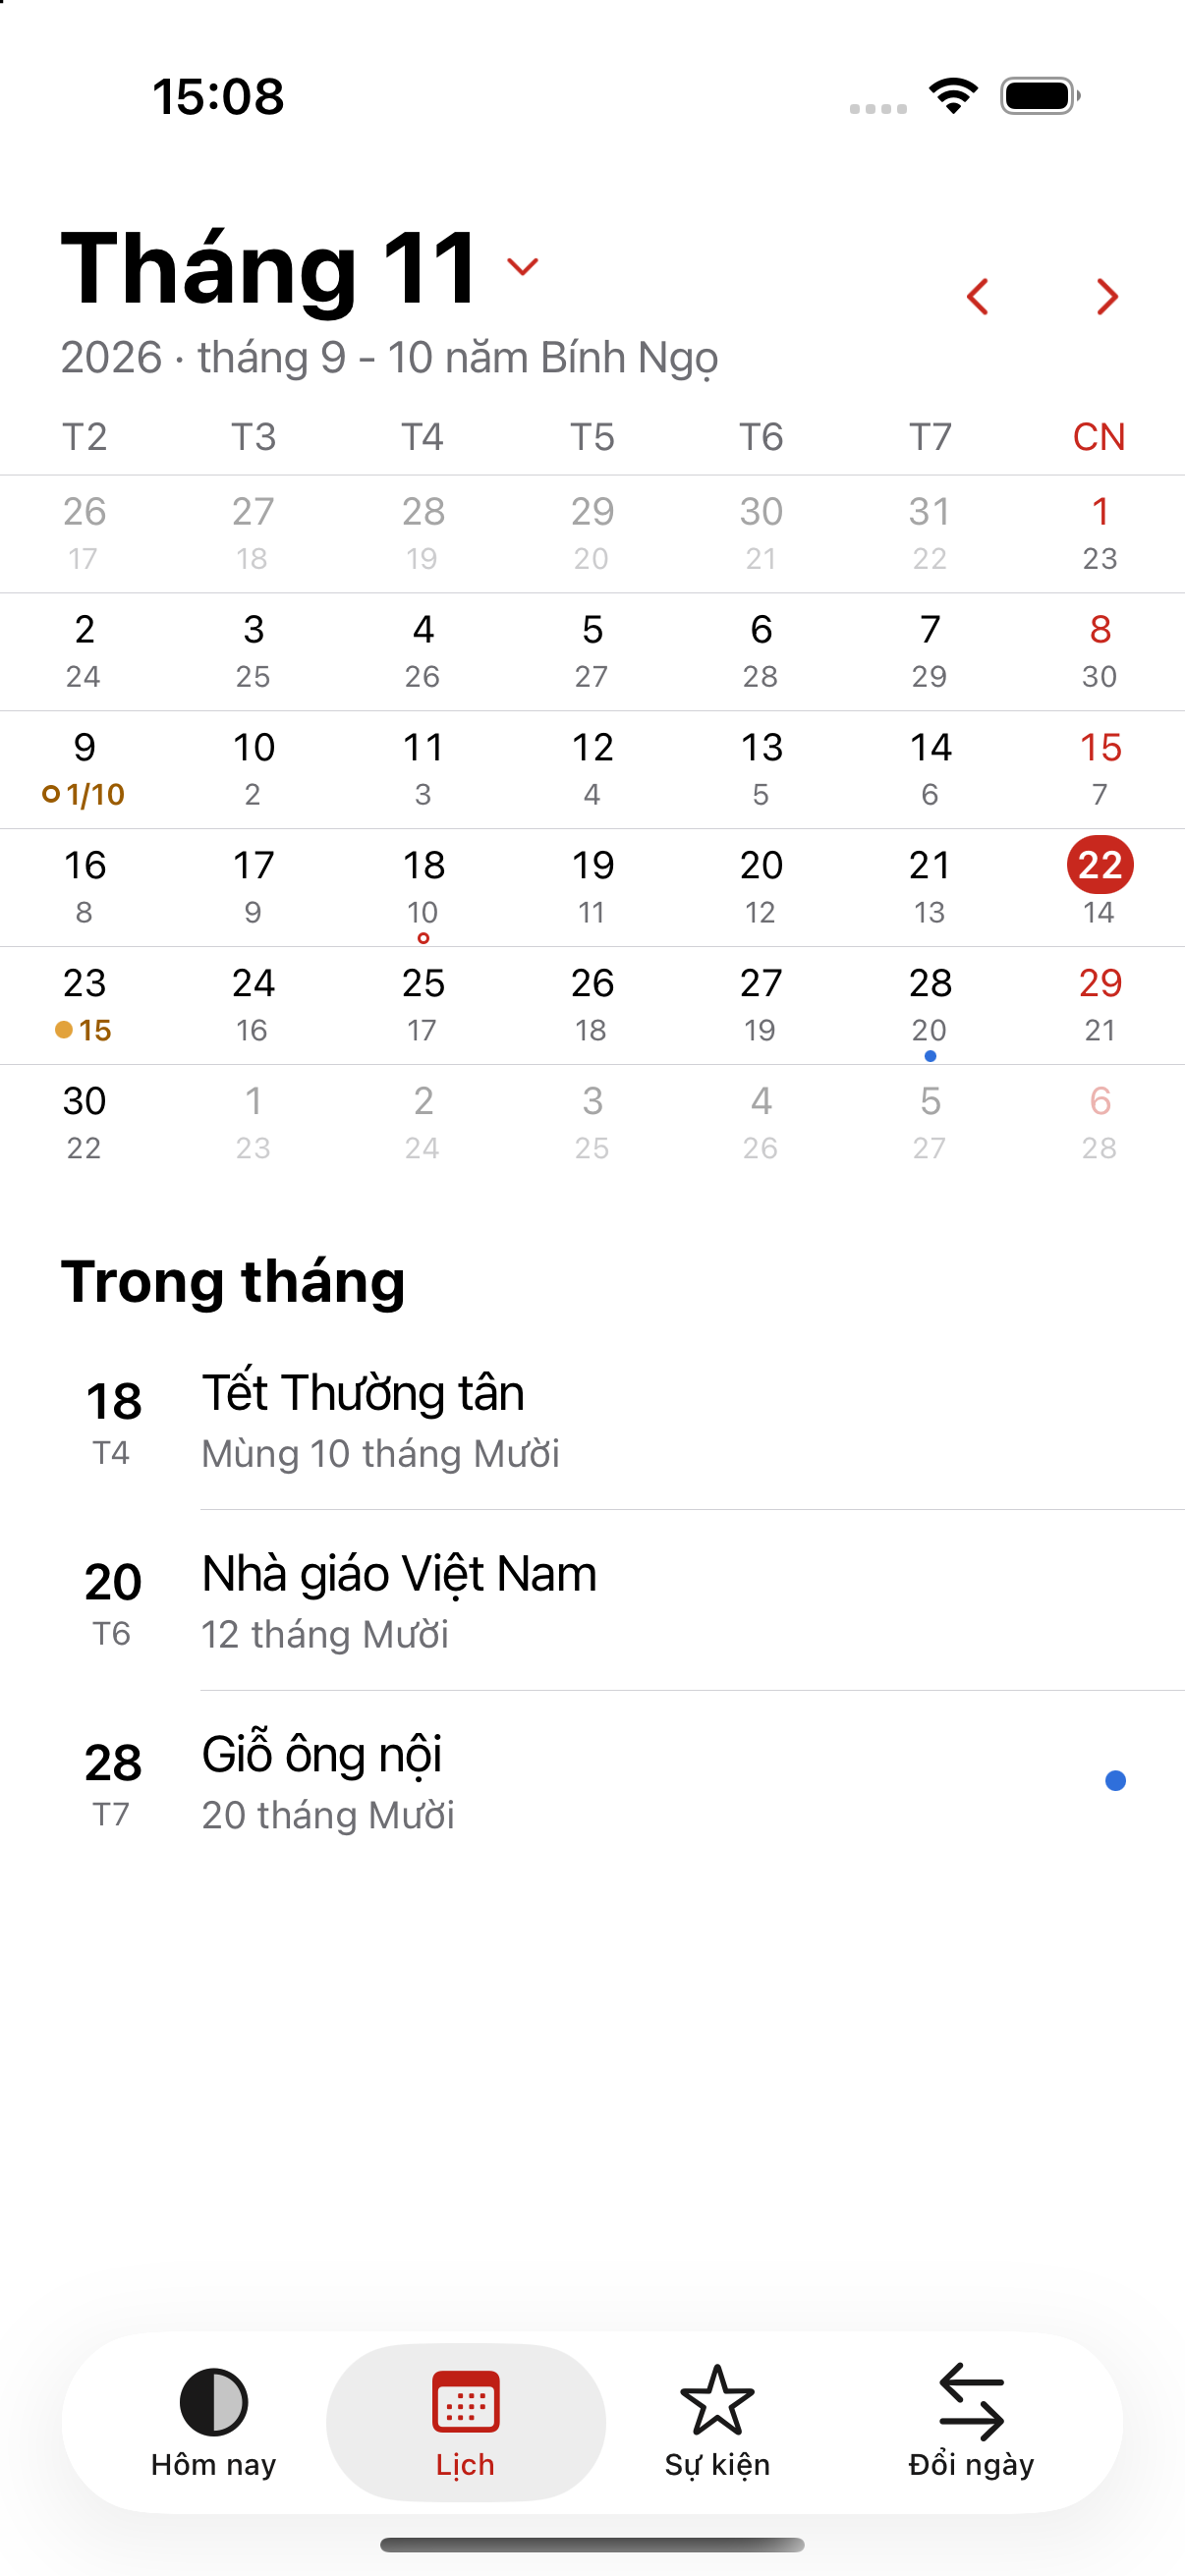 15:08
Tháng 11
2026 · tháng 9 - 10 năm Bính Ngọ
T2 T3 T4 T5 T6 T7 CN
26 27 28 29 30 31 1
17 18 19 20 21 22 23
2 3 4 5 6 7 8
24 25 26 27 28 29 30
9 10 11 12 13 14 15
1/10 2 3 4 5 6 7
16 17 18 19 20 21 22
8 9 10 11 12 13 14
23 24 25 26 27 28 29
15 16 17 18 19 20 21
30 1 2 3 4 5 6
22 23 24 25 26 27 28
Trong tháng
18 Tết Thường tân
T4 Mùng 10 tháng Mười
20 Nhà giáo Việt Nam
T6 12 tháng Mười
28 Giỗ ông nội
T7 20 tháng Mười
Hôm nay Lịch Sự kiện Đổi ngày